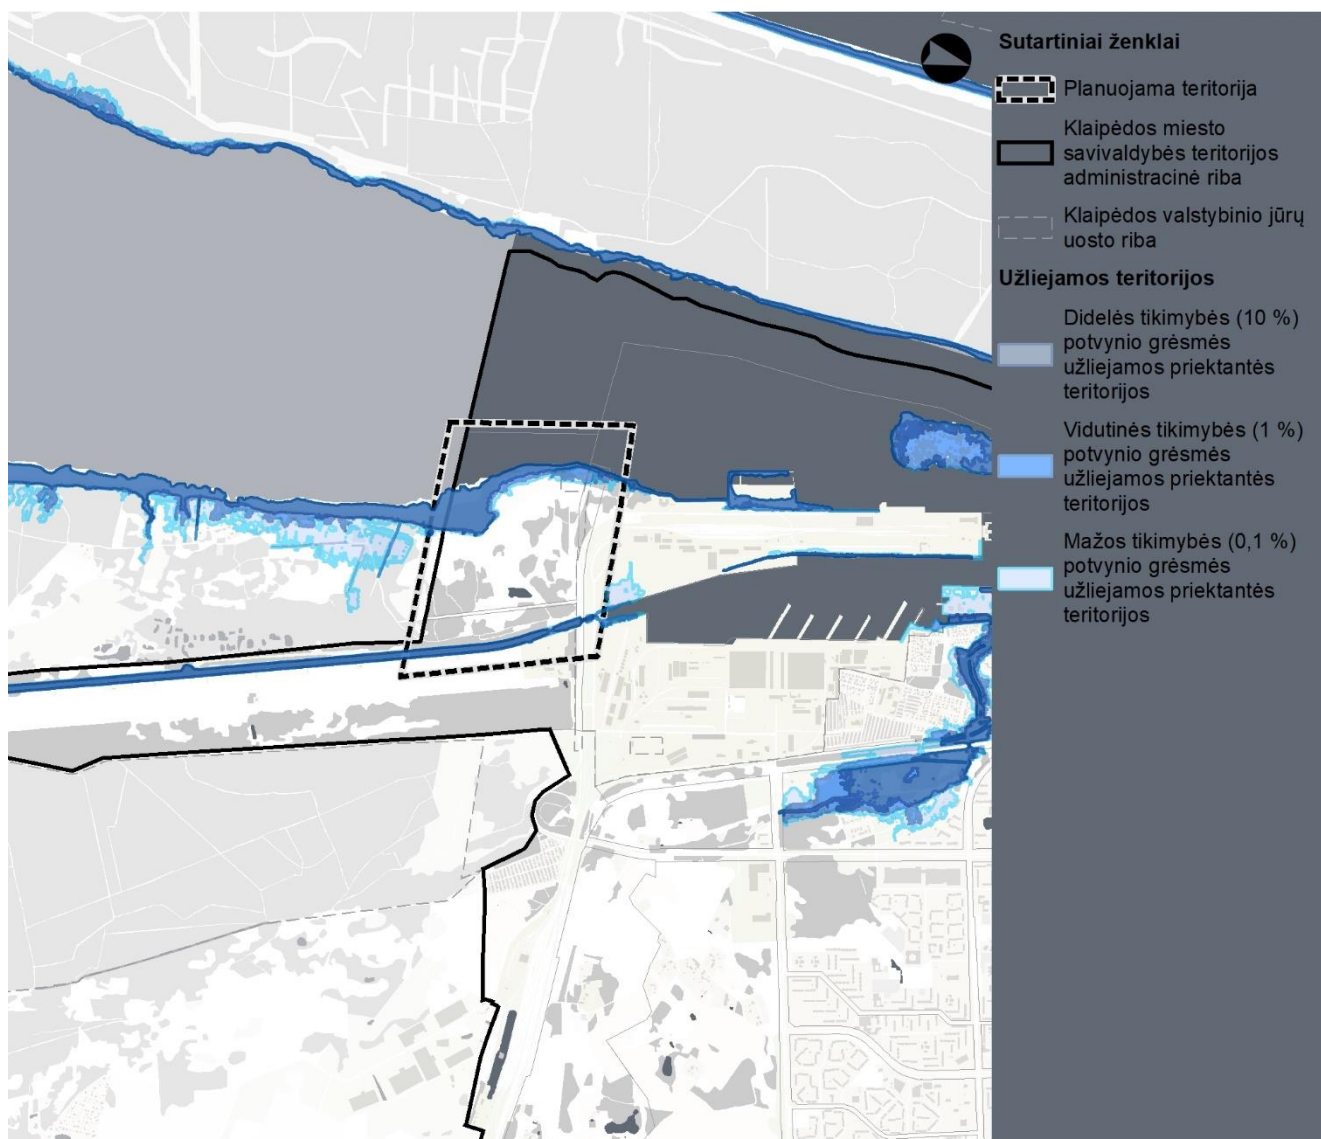 Sutartiniai ženklai
Planuojama teritorija
Klaipėdos miesto
savivaldybės teritorijos
administracinė riba
Klaipėdos valstybinio jūrų
uosto riba
Užliejamos teritorijos
Didelės tikimybės (10 %)
potvynio grėsmės
užliejamos priektantės
teritorijos
Vidutinės tikimybės (1 %)
potvynio grėsmės
užliejamos priektantės
teritorijos
Mažos tikimybės (0,1 %)
potvynio grėsmės
užliejamos priektantės
teritorijos